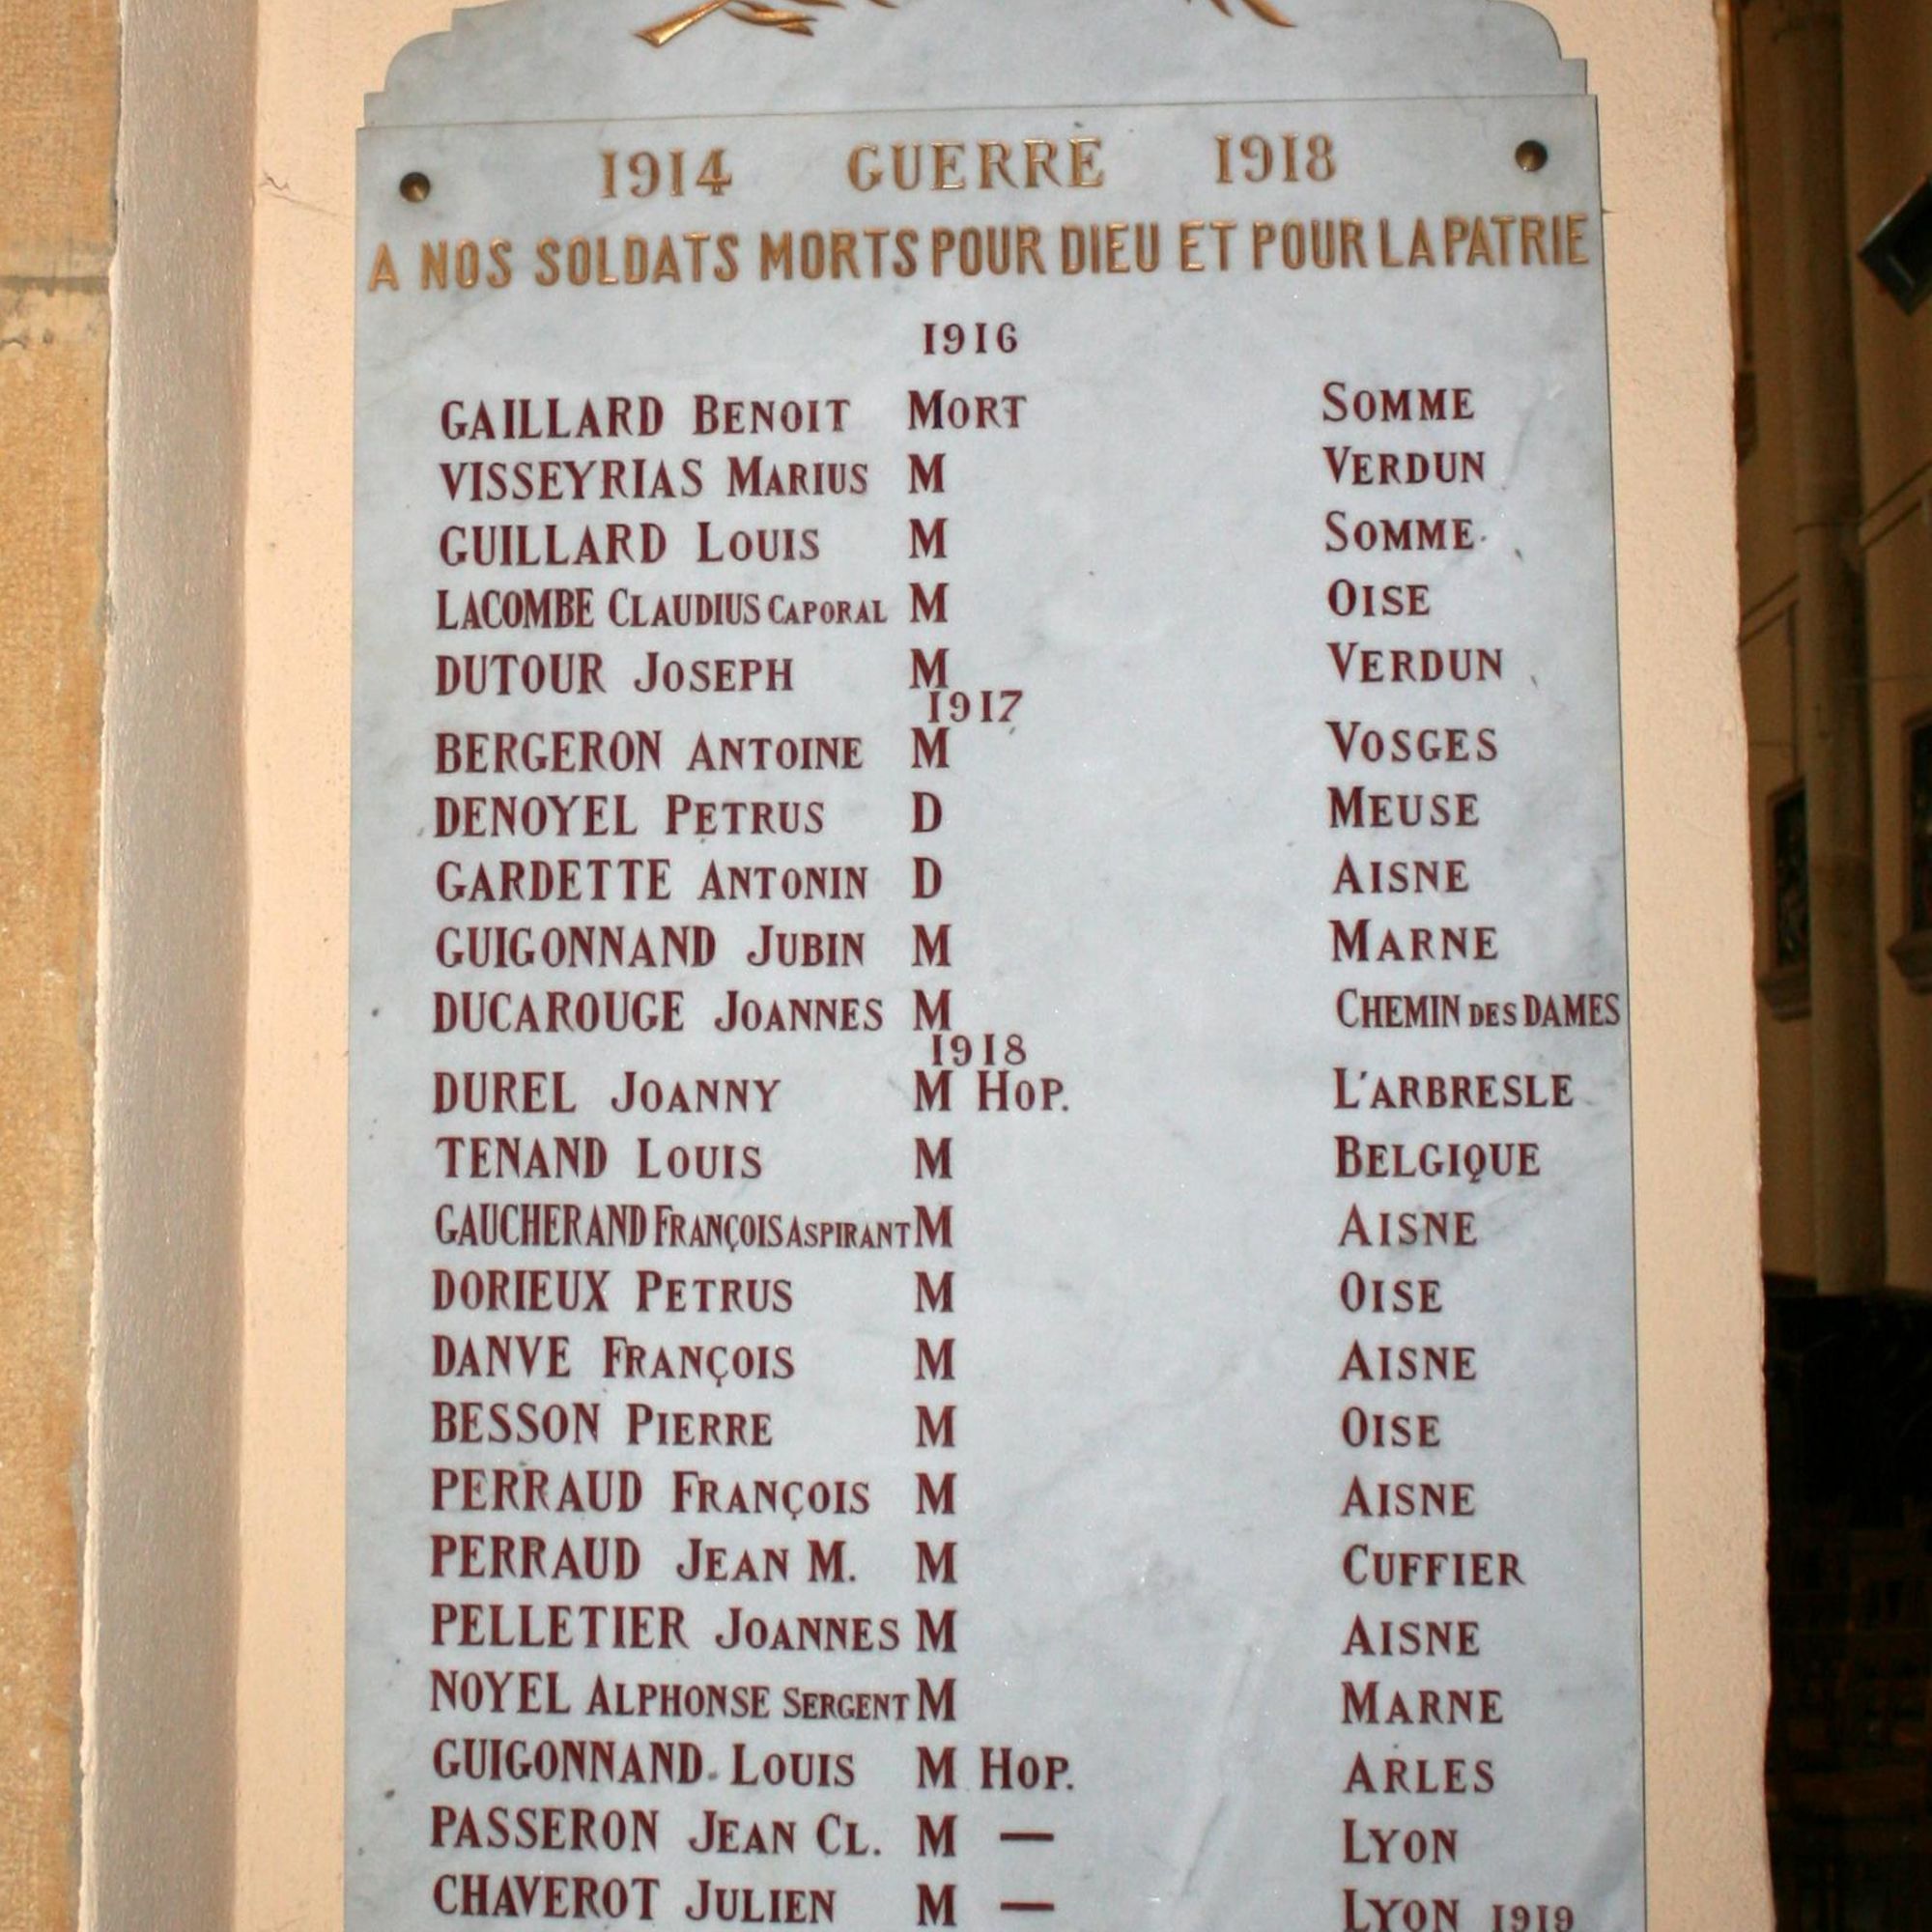 1914 GUERRE 1918
A NOS SOLDATS MORTS POUR DIEU ET POUR LA PATRIE
1916
GAILLARD BENOIT MORT SOMME
VISSEYRIAS MARIUS M VERDUN
GUILLARD LOUIS M SOMME
LACOMBE CLAUDIUS CAPORAL M OISE
DUTOUR JOSEPH M VERDUN
1917
BERGERON ANTOINE M VOSGES
DENOYEL PETRUS D MEUSE
GARDETTE ANTONIN D AISNE
GUIGONNAND JUBIN M MARNE
DUCAROUGE JOANNES M CHEMIN DES DAMES
1918
DUREL JOANNY M HOP. L'ARBRESLE
TENAND LOUIS M BELGIQUE
GAUCHERAND FRANÇOIS ASPIRANT M AISNE
DORIEUX PETRUS M OISE
DANVE FRANÇOIS M AISNE
BESSON PIERRE M OISE
PERRAUD FRANÇOIS M AISNE
PERRAUD JEAN M. M CUFFIER
PELLETIER JOANNES M AISNE
NOYEL ALPHONSE SERGENT M MARNE
GUIGONNAND LOUIS M HOP. ARLES
PASSERON JEAN CL. M — LYON
CHAVEROT JULIEN M — LYON 1919